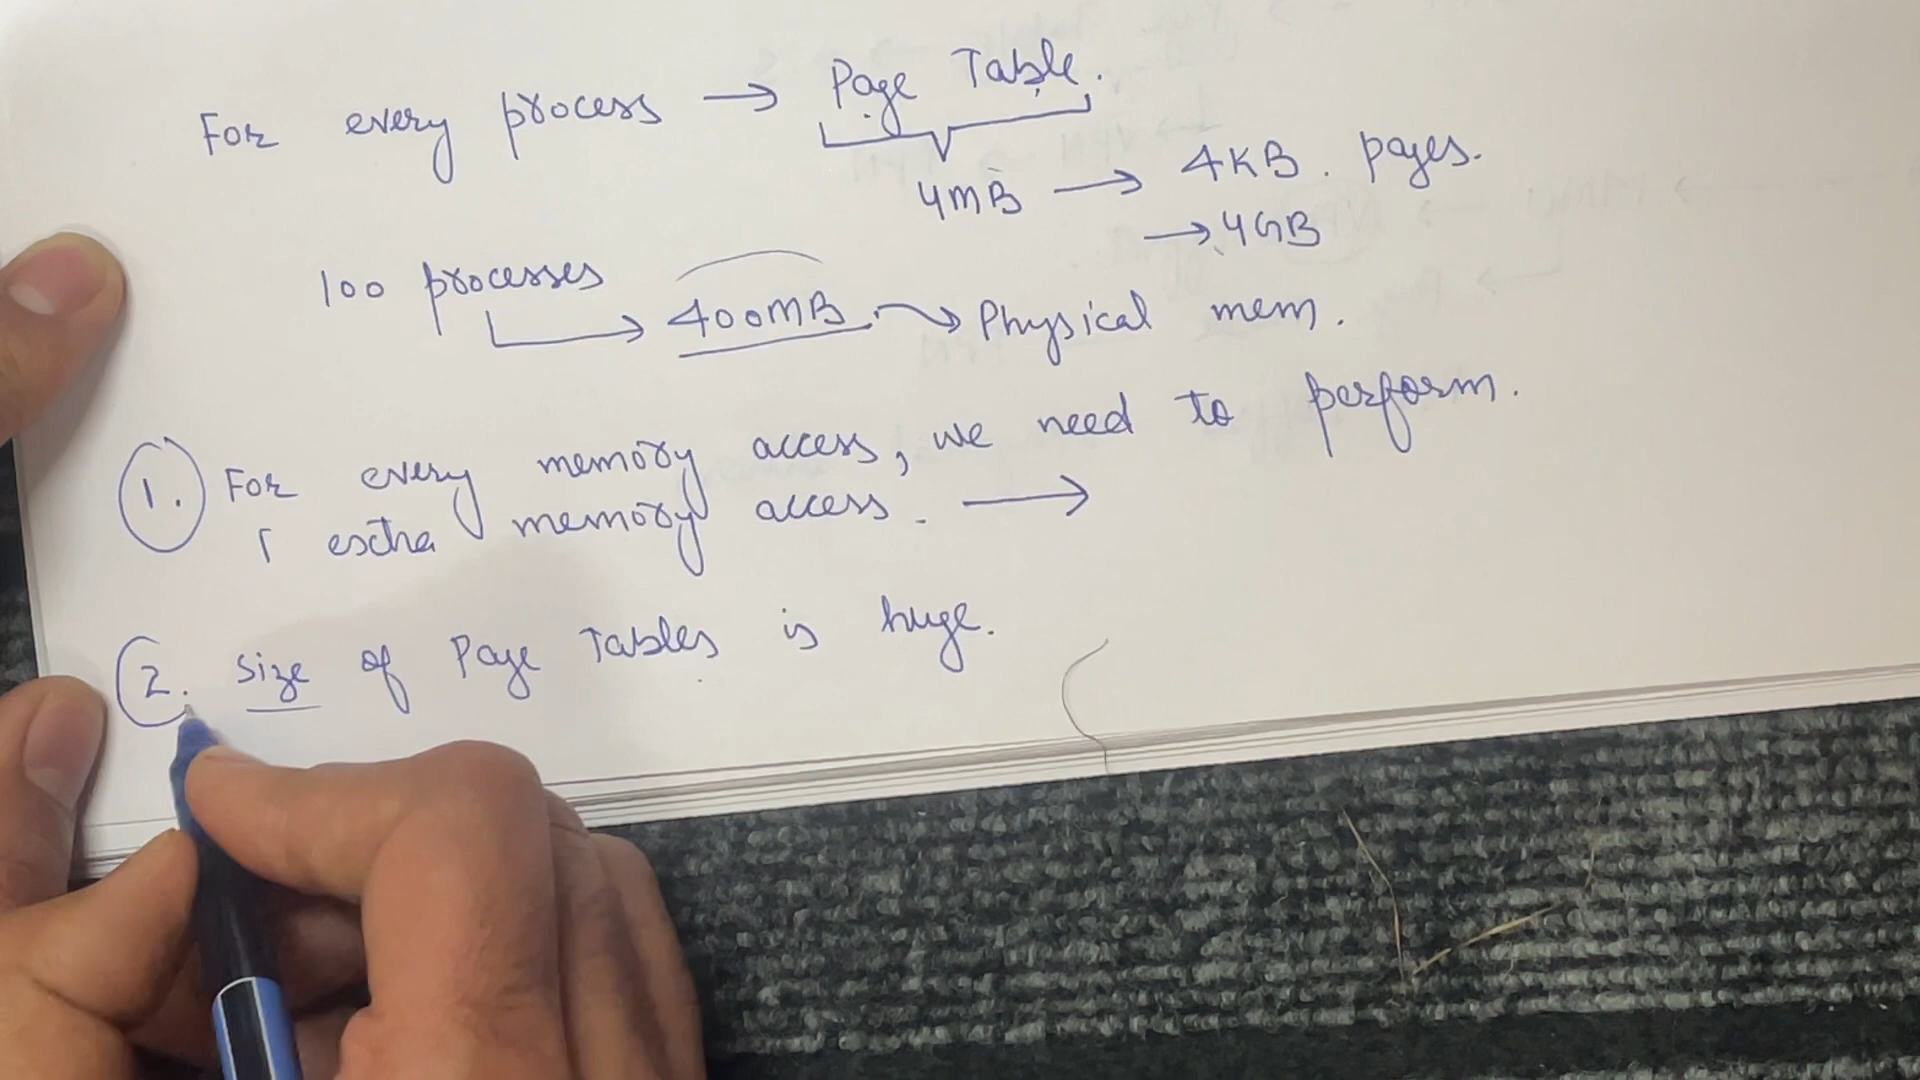 For every process → Page Table.
4MB → 4KB. pages.
→ 4GB
100 processes
→ 400MB → Physical mem.
1. For every memory access, we need to perform.
1 extra memory access. →
2. Size of Page Tables is huge.